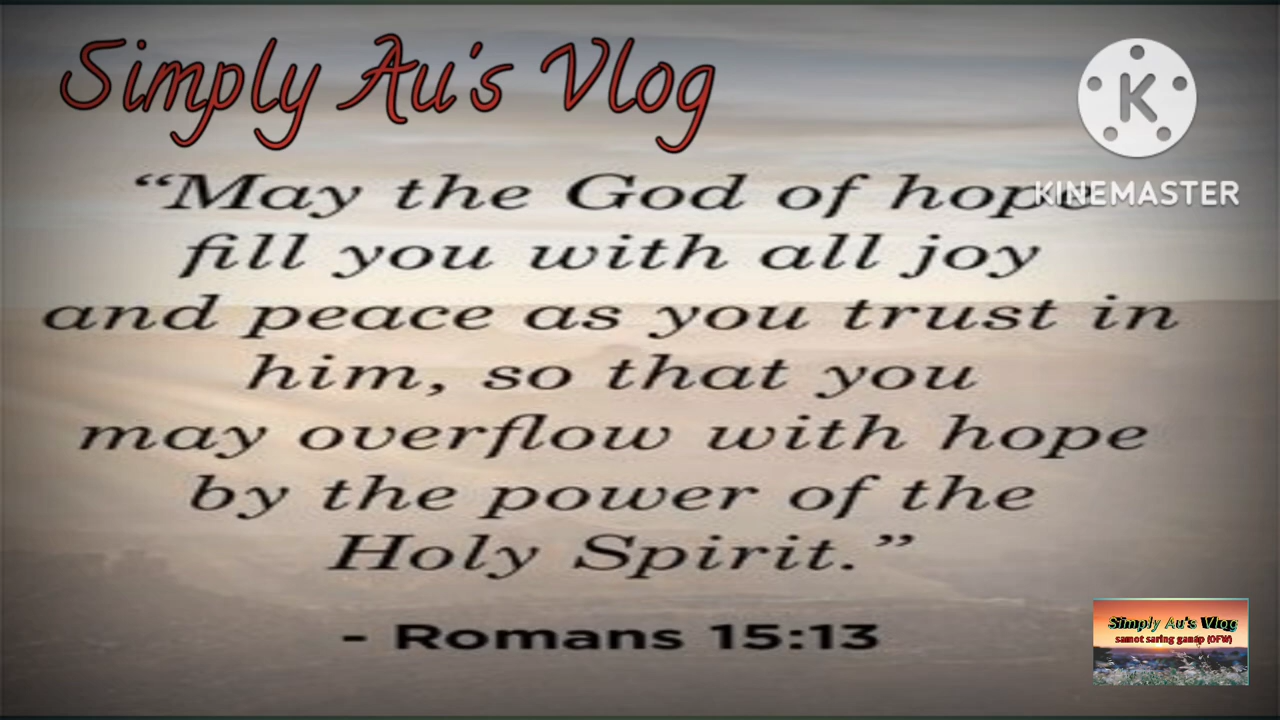 Simply Au's Vlog
KINEMASTER
“May the God of hope
fill you with all joy
and peace as you trust in
him, so that you
may overflow with hope
by the power of the
Holy Spirit.”
- Romans 15:13
Simply Au's Vlog
samot saring ganap (OFW)